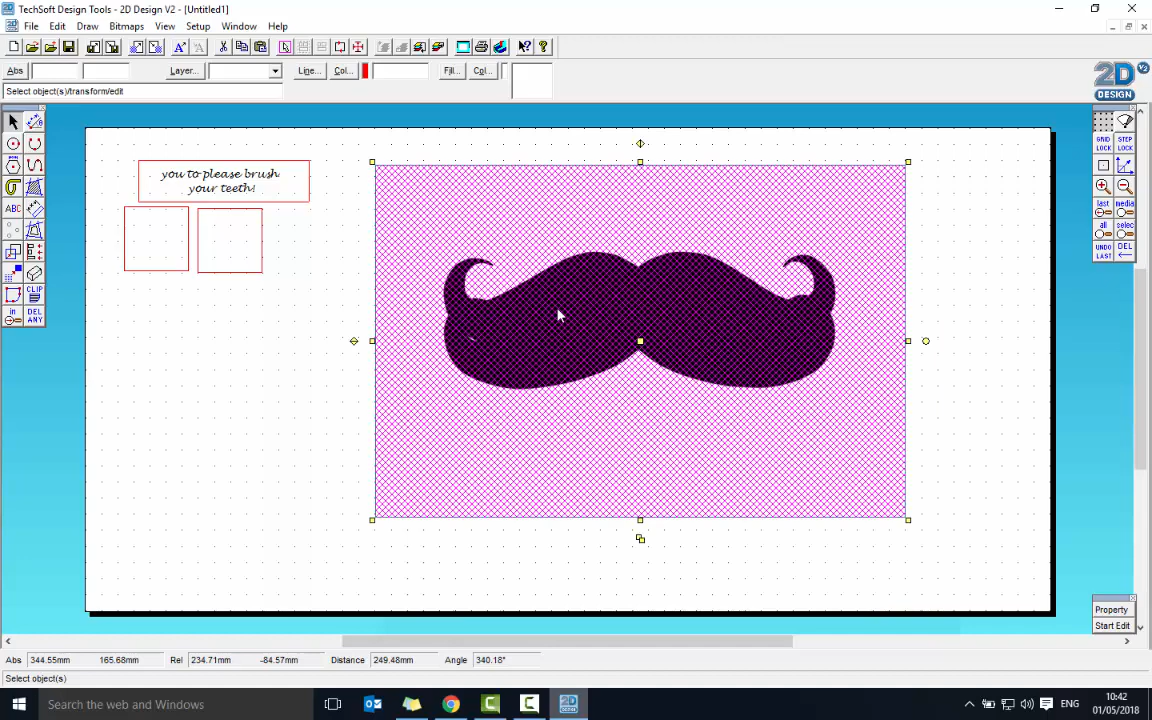 TechSoft Design Tools - 2D Design V2 - [Untitled1]
File Edit Draw Bitmaps Values Setup Window Help
Abs Layer... Line... Col... Fill... Col...
2D V2
DESIGN
Select object(s)/transform/edit
GRID LOCK STEP LOCK
last media
all selec
UNDO LAST DEL
ABC
CLIP
in DEL ANY
you to please brush
your teeth!
Property
Start Edit
Abs 344.55mm 165.68mm Rel 234.71mm -84.57mm Distance 249.48mm Angle 340.18°
Select object(s)
Search the web and Windows
2D DESIGN
ENG
10:42
01/05/2018